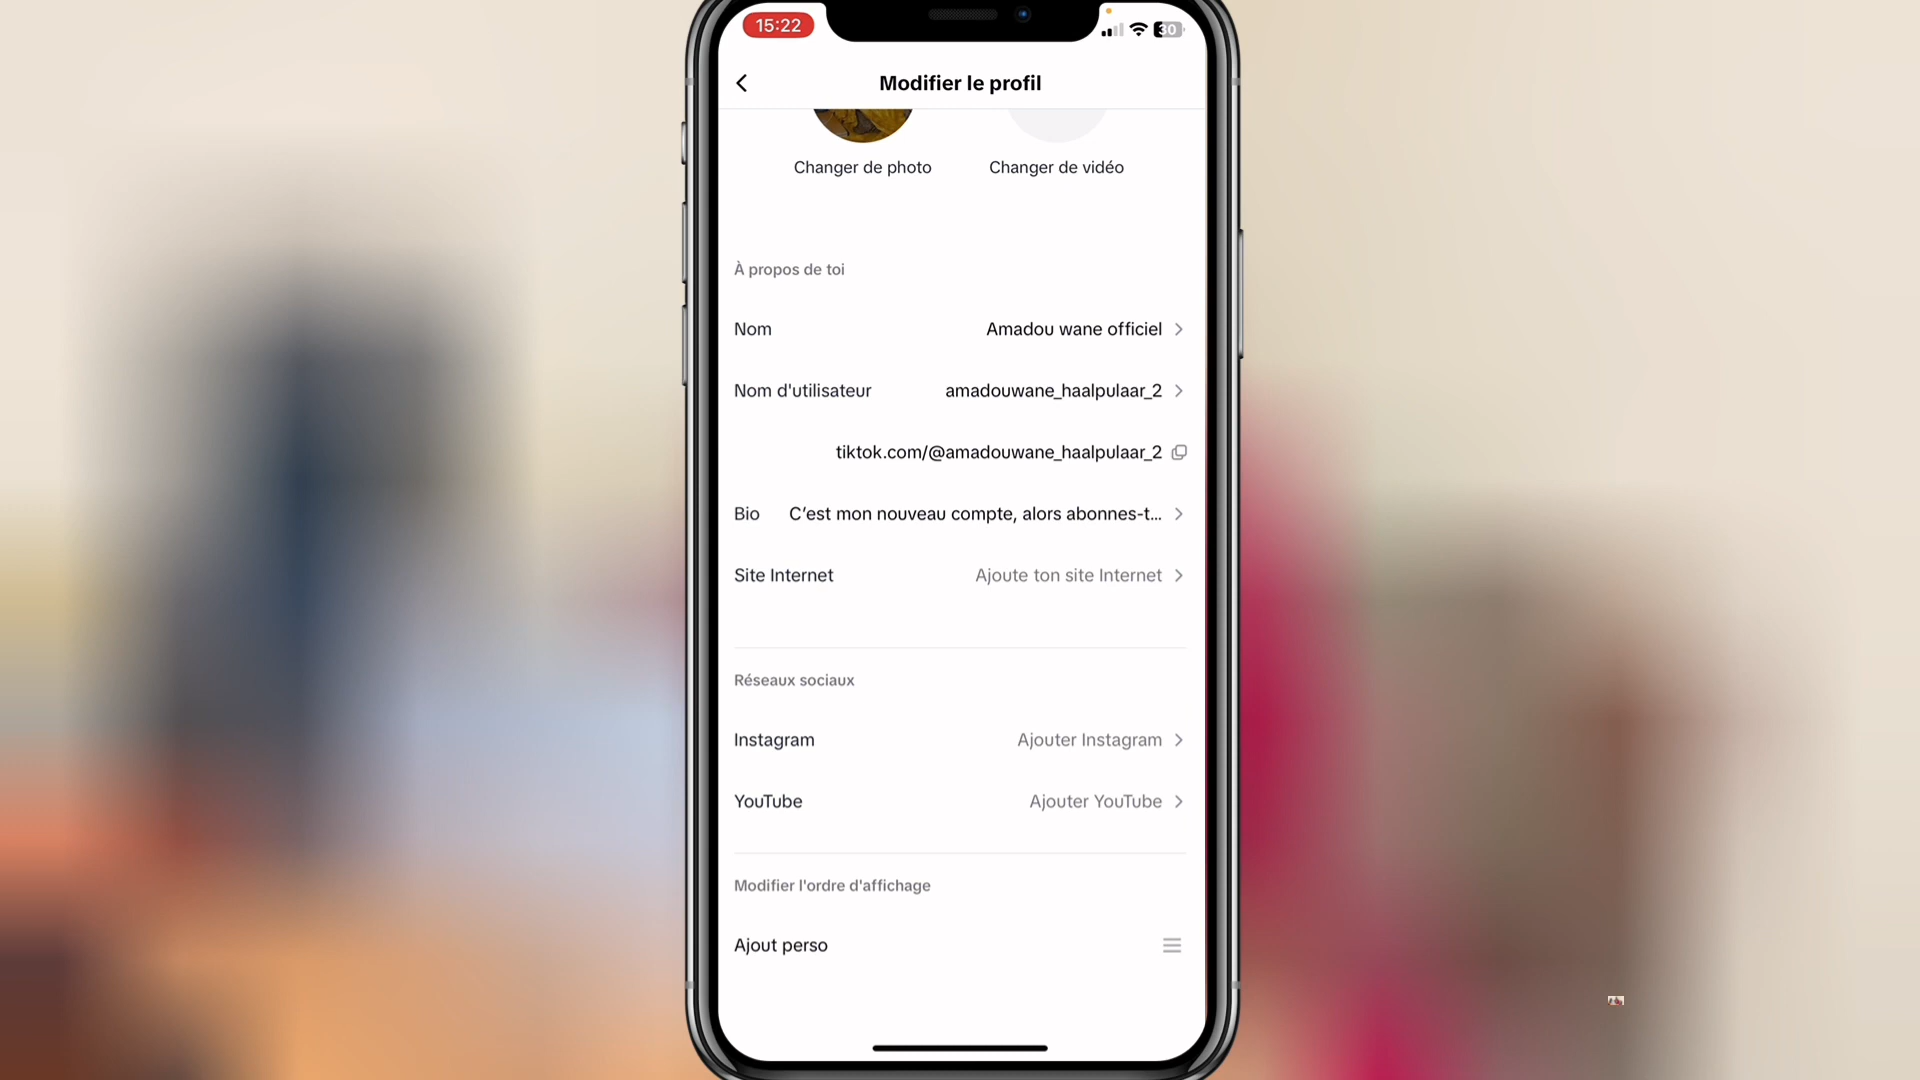 15:22
30
Modifier le profil
Changer de photo
Changer de vidéo
À propos de toi
Nom
Amadou wane officiel
Nom d'utilisateur
amadouwane_haalpulaar_2
tiktok.com/@amadouwane_haalpulaar_2
Bio
C’est mon nouveau compte, alors abonnes-t...
Site Internet
Ajoute ton site Internet
Réseaux sociaux
Instagram
Ajouter Instagram
YouTube
Ajouter YouTube
Modifier l'ordre d'affichage
Ajout perso